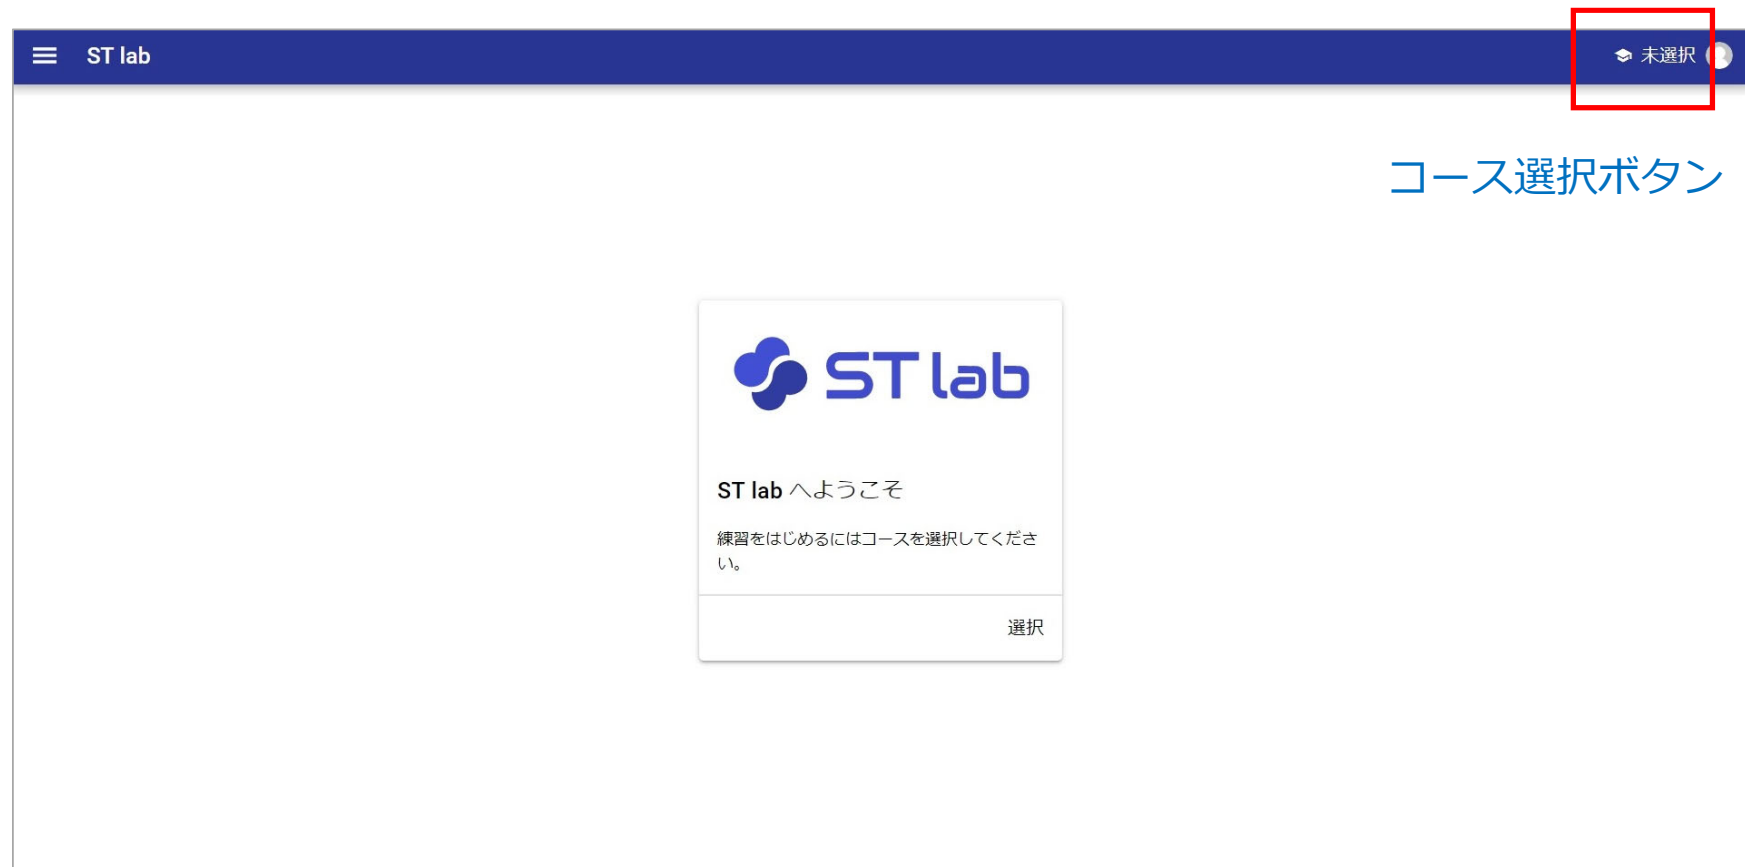 ST lab
未選択
コース選択ボタン
ST lab
ST lab へようこそ
練習をはじめるにはコースを選択してくださ
い。
選択